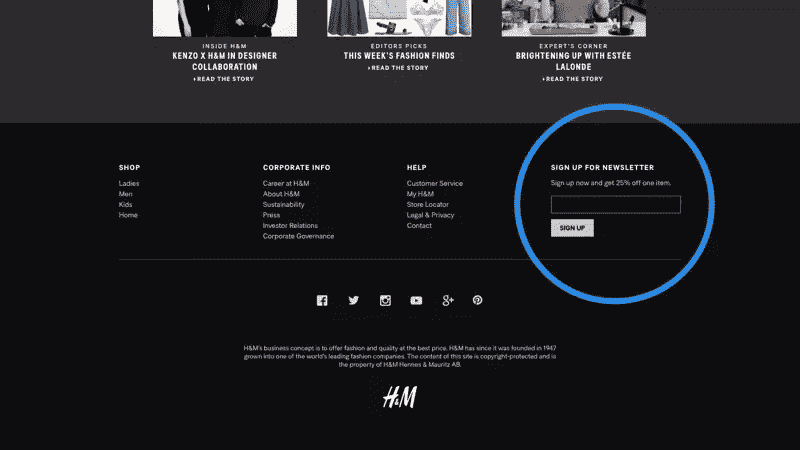 INSIDE H&M
KENZO X H&M IN DESIGNER
COLLABORATION
›READ THE STORY
EDITORS PICKS
THIS WEEK'S FASHION FINDS
›READ THE STORY
EXPERT'S CORNER
BRIGHTENING UP WITH ESTÉE
LALONDE
›READ THE STORY
SHOP
Ladies
Men
Kids
Home
CORPORATE INFO
Career at H&M
About H&M
Sustainability
Press
Investor Relations
Corporate Governance
HELP
Customer Service
My H&M
Store Locator
Legal & Privacy
Contact
SIGN UP FOR NEWSLETTER
Sign up now and get 25% off one item.
SIGN UP
H&M's business concept is to offer fashion and quality at the best price. H&M has since it was founded in 1947
grown into one of the world's leading fashion companies. The content of this site is copyright-protected and is
the property of H&M Hennes & Mauritz AB.
H&M